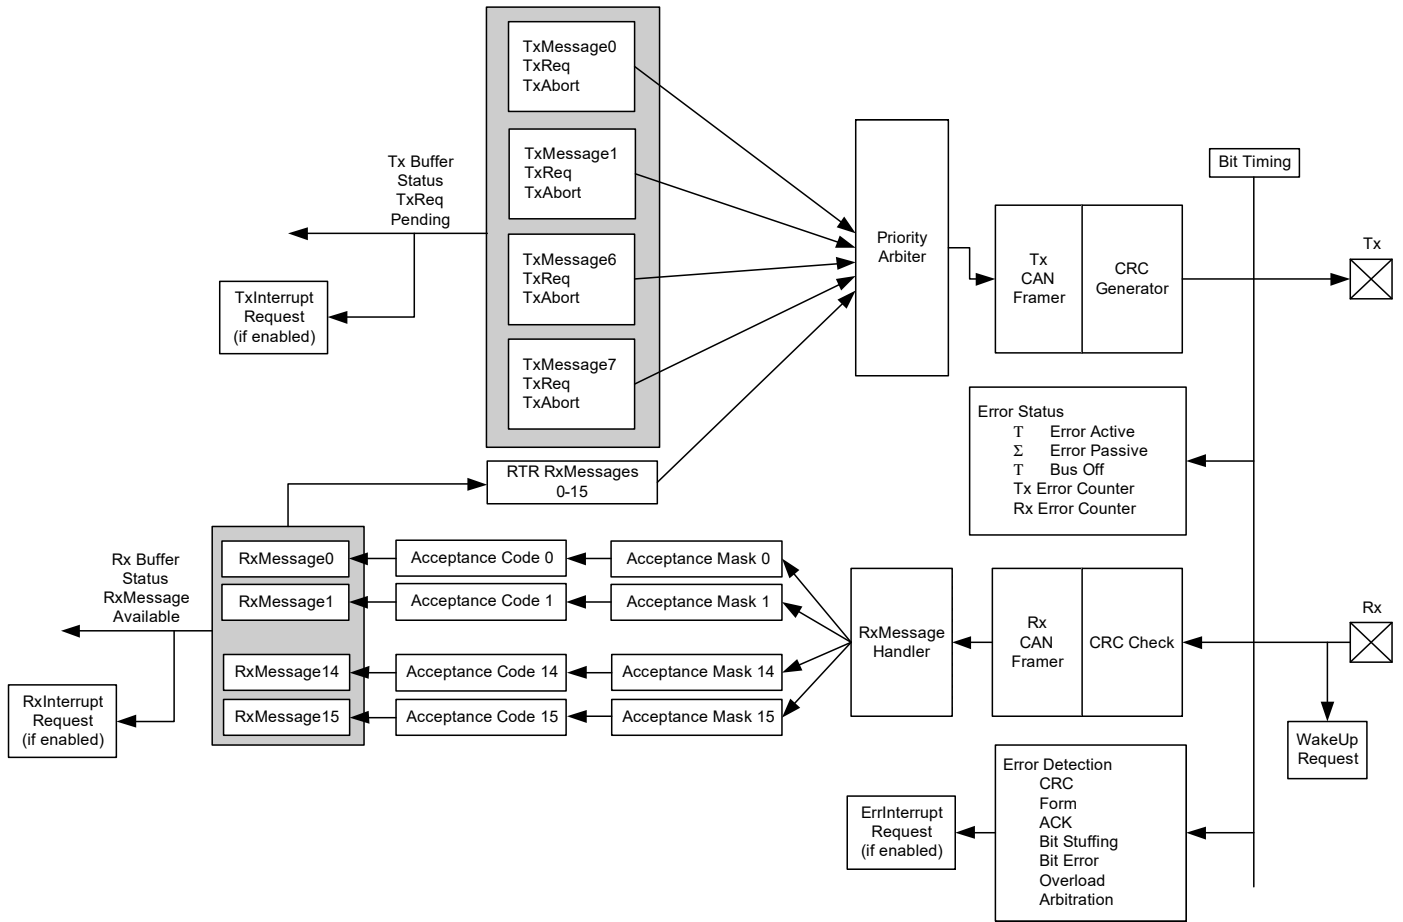 TxMessage0
TxReq
TxAbort
TxMessage1
TxReq
TxAbort
TxMessage6
TxReq
TxAbort
TxMessage7
TxReq
TxAbort
Tx Buffer
Status
TxReq
Pending
TxInterrupt
Request
(if enabled)
Priority
Arbiter
Tx
CAN
Framer
CRC
Generator
Bit Timing
Tx
Error Status
Τ Error Active
Σ Error Passive
Τ Bus Off
Tx Error Counter
Rx Error Counter
RTR RxMessages
0-15
Rx Buffer
Status
RxMessage
Available
RxInterrupt
Request
(if enabled)
RxMessage0
Acceptance Code 0
Acceptance Mask 0
RxMessage1
Acceptance Code 1
Acceptance Mask 1
RxMessage14
Acceptance Code 14
Acceptance Mask 14
RxMessage15
Acceptance Code 15
Acceptance Mask 15
RxMessage
Handler
Rx
CAN
Framer
CRC Check
Rx
WakeUp
Request
ErrInterrupt
Request
(if enabled)
Error Detection
CRC
Form
ACK
Bit Stuffing
Bit Error
Overload
Arbitration